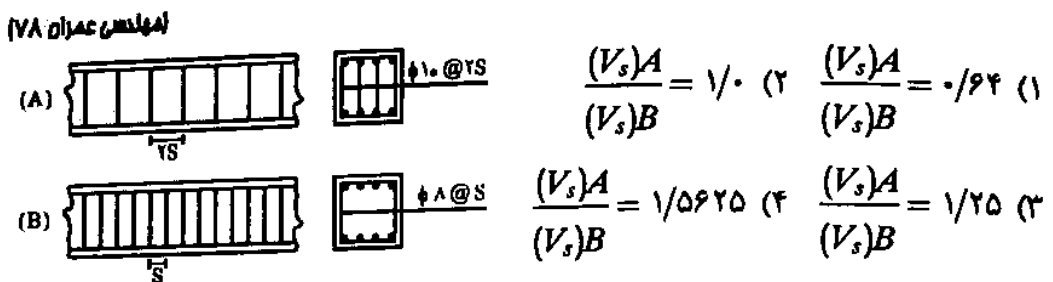 (مهندسی عمران ۷۸)
(A) ۲S ϕ۱۰@۲S
(B) S ϕ۸@S
۱) (V_s)A / (V_s)B = ۰/۶۴
۲) (V_s)A / (V_s)B = ۱/۰
۳) (V_s)A / (V_s)B = ۱/۲۵
۴) (V_s)A / (V_s)B = ۱/۵۶۲۵